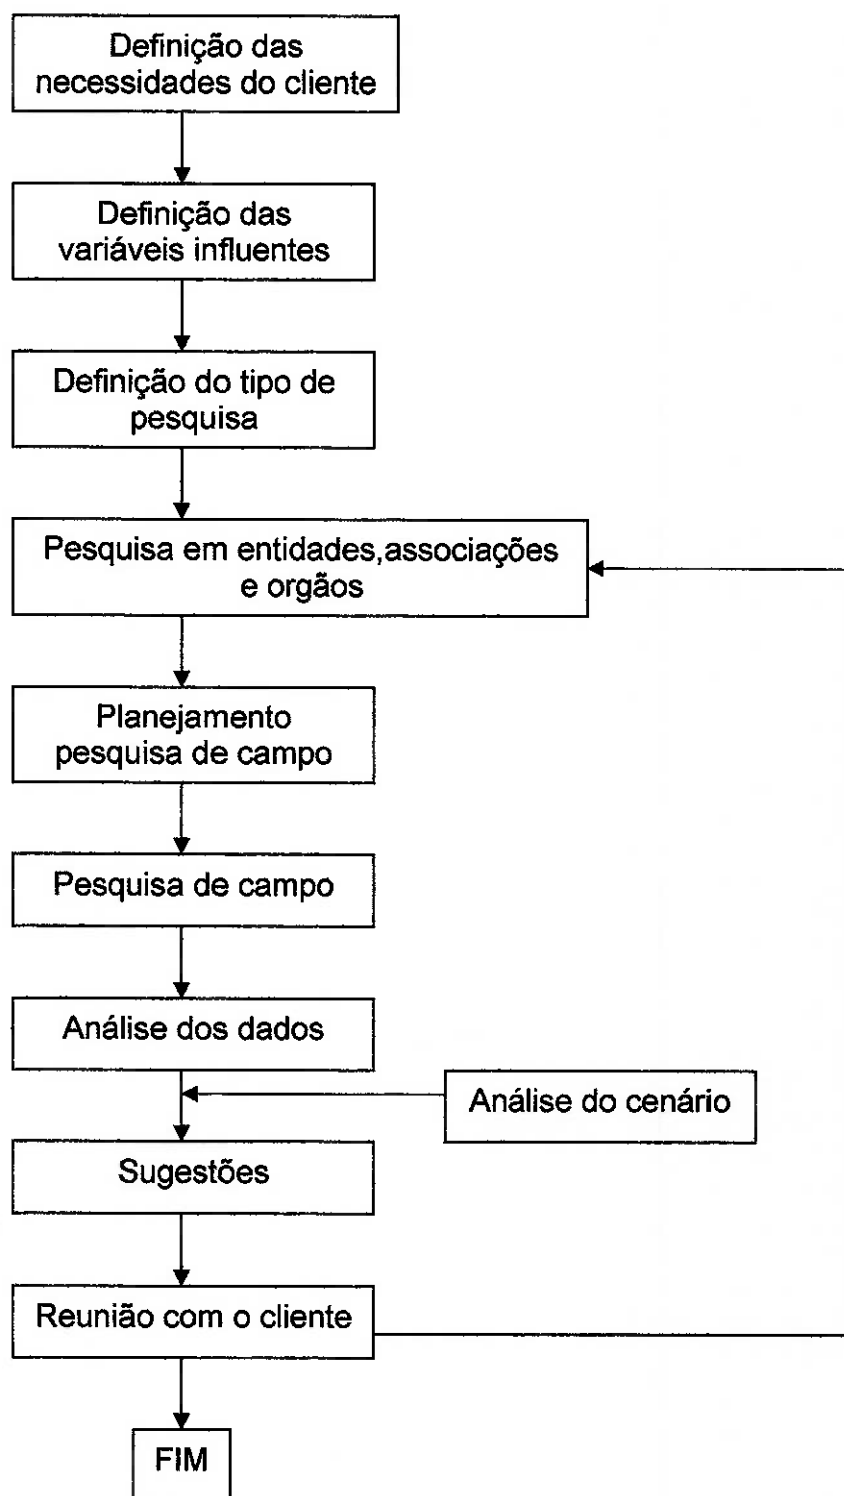 Definição das
necessidades do cliente
Definição das
variáveis influentes
Definição do tipo de
pesquisa
Pesquisa em entidades,associações
e orgãos
Planejamento
pesquisa de campo
Pesquisa de campo
Análise dos dados
Análise do cenário
Sugestões
Reunião com o cliente
FIM